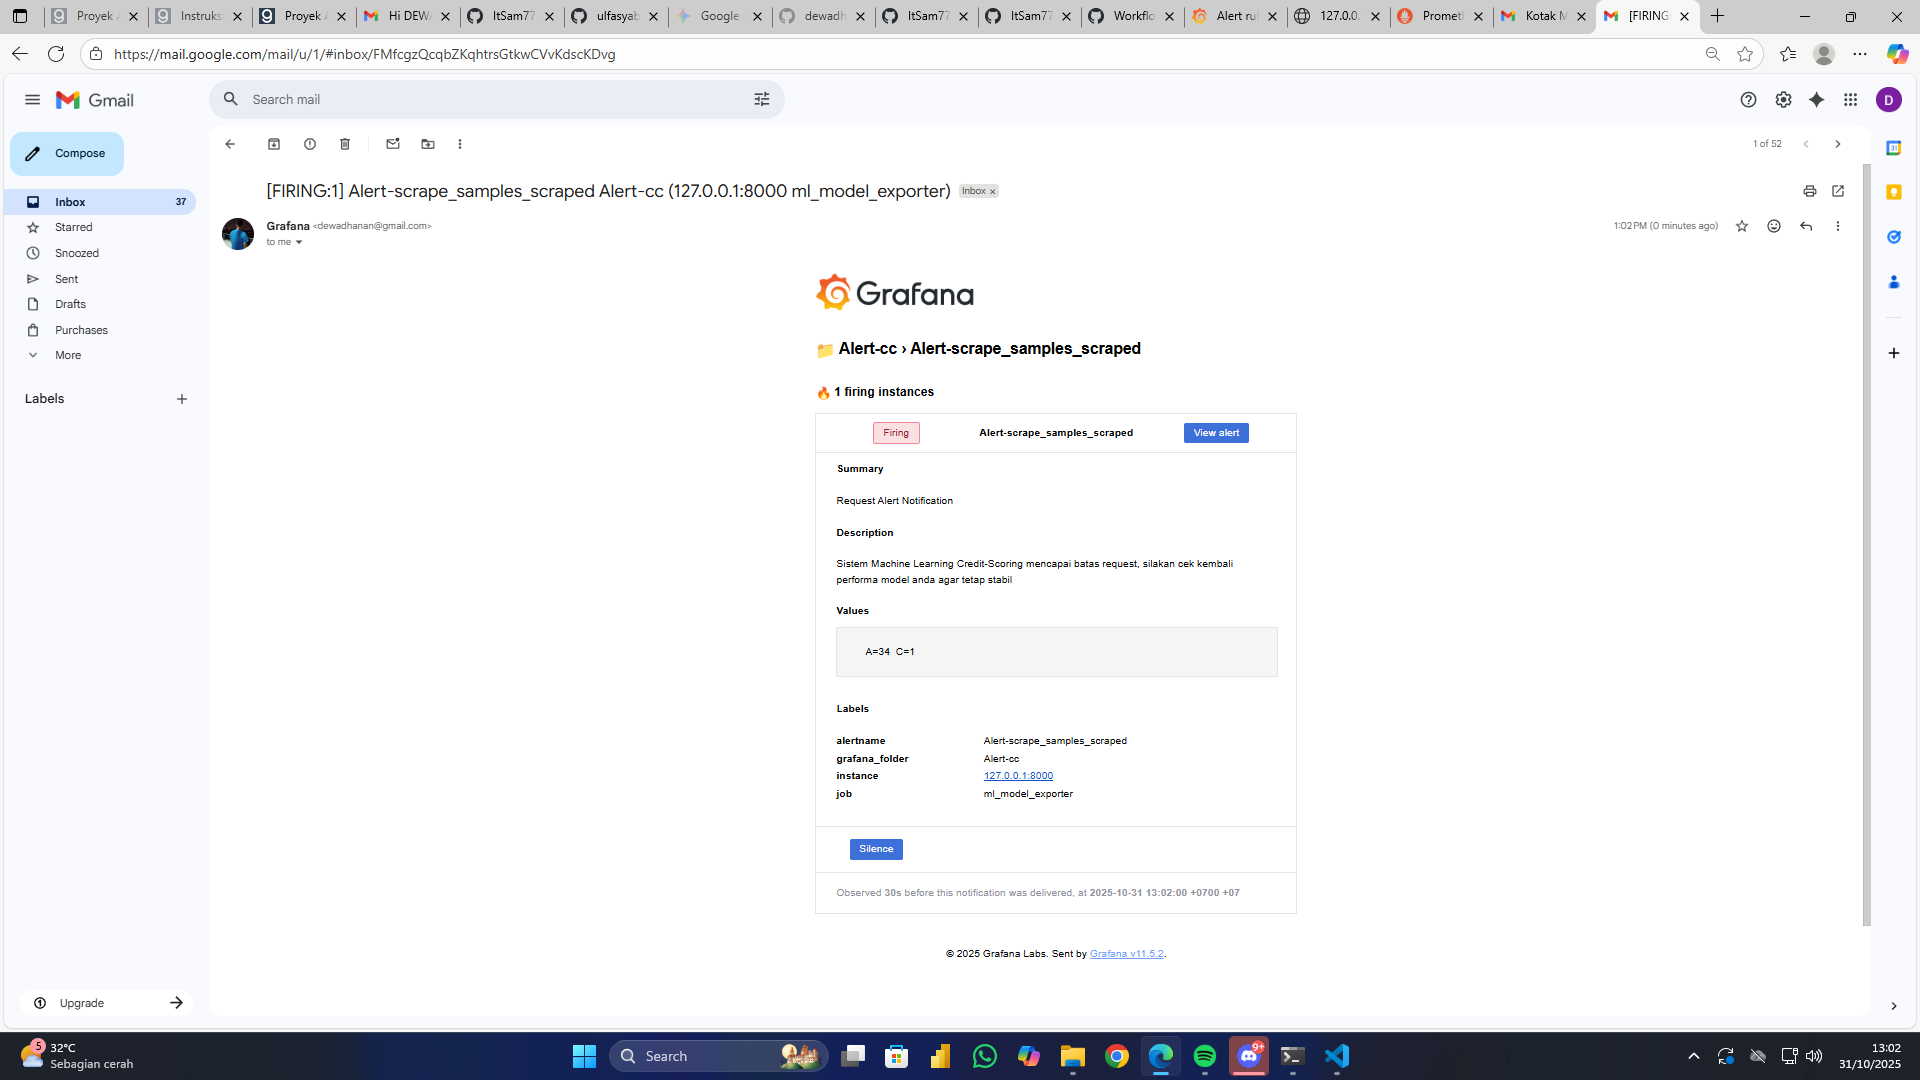 Proyek A
Instruksi
Proyek A
Hi DEWA
ItSam77
ulfasyab
Google
dewadh
ItSam77
ItSam77
Workflo
Alert rul
127.0.0.
Prometh
Kotak M
[FIRING:
https://mail.google.com/mail/u/1/#inbox/FMfcgzQcqbZKqhtrsGtkwCVvKdscKDvg
Gmail
Search mail
D
Compose
1 of 52
[FIRING:1] Alert-scrape_samples_scraped Alert-cc (127.0.0.1:8000 ml_model_exporter)
Inbox ×
Inbox 37
Grafana <dewadhanan@gmail.com>
1:02 PM (0 minutes ago)
to me
Starred
Snoozed
Sent
Drafts
Purchases
More
Labels
Grafana
Alert-cc › Alert-scrape_samples_scraped
1 firing instances
Firing
Alert-scrape_samples_scraped
View alert
Summary
Request Alert Notification
Description
Sistem Machine Learning Credit-Scoring mencapai batas request, silakan cek kembali
performa model anda agar tetap stabil
Values
A=34 C=1
Labels
alertname Alert-scrape_samples_scraped
grafana_folder Alert-cc
instance 127.0.0.1:8000
job ml_model_exporter
Silence
Observed 30s before this notification was delivered, at 2025-10-31 13:02:00 +0700 +07
© 2025 Grafana Labs. Sent by Grafana v11.5.2.
Upgrade
5
32°C
Sebagian cerah
Search
9+
13:02
31/10/2025